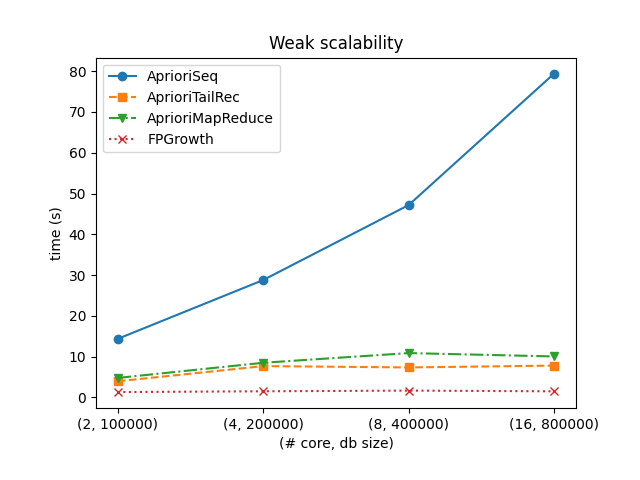 Weak scalability
AprioriSeq
AprioriTailRec
AprioriMapReduce
FPGrowth
80
70
60
50
40
30
20
10
0
time (s)
(2, 100000) (4, 200000) (8, 400000) (16, 800000)
(# core, db size)